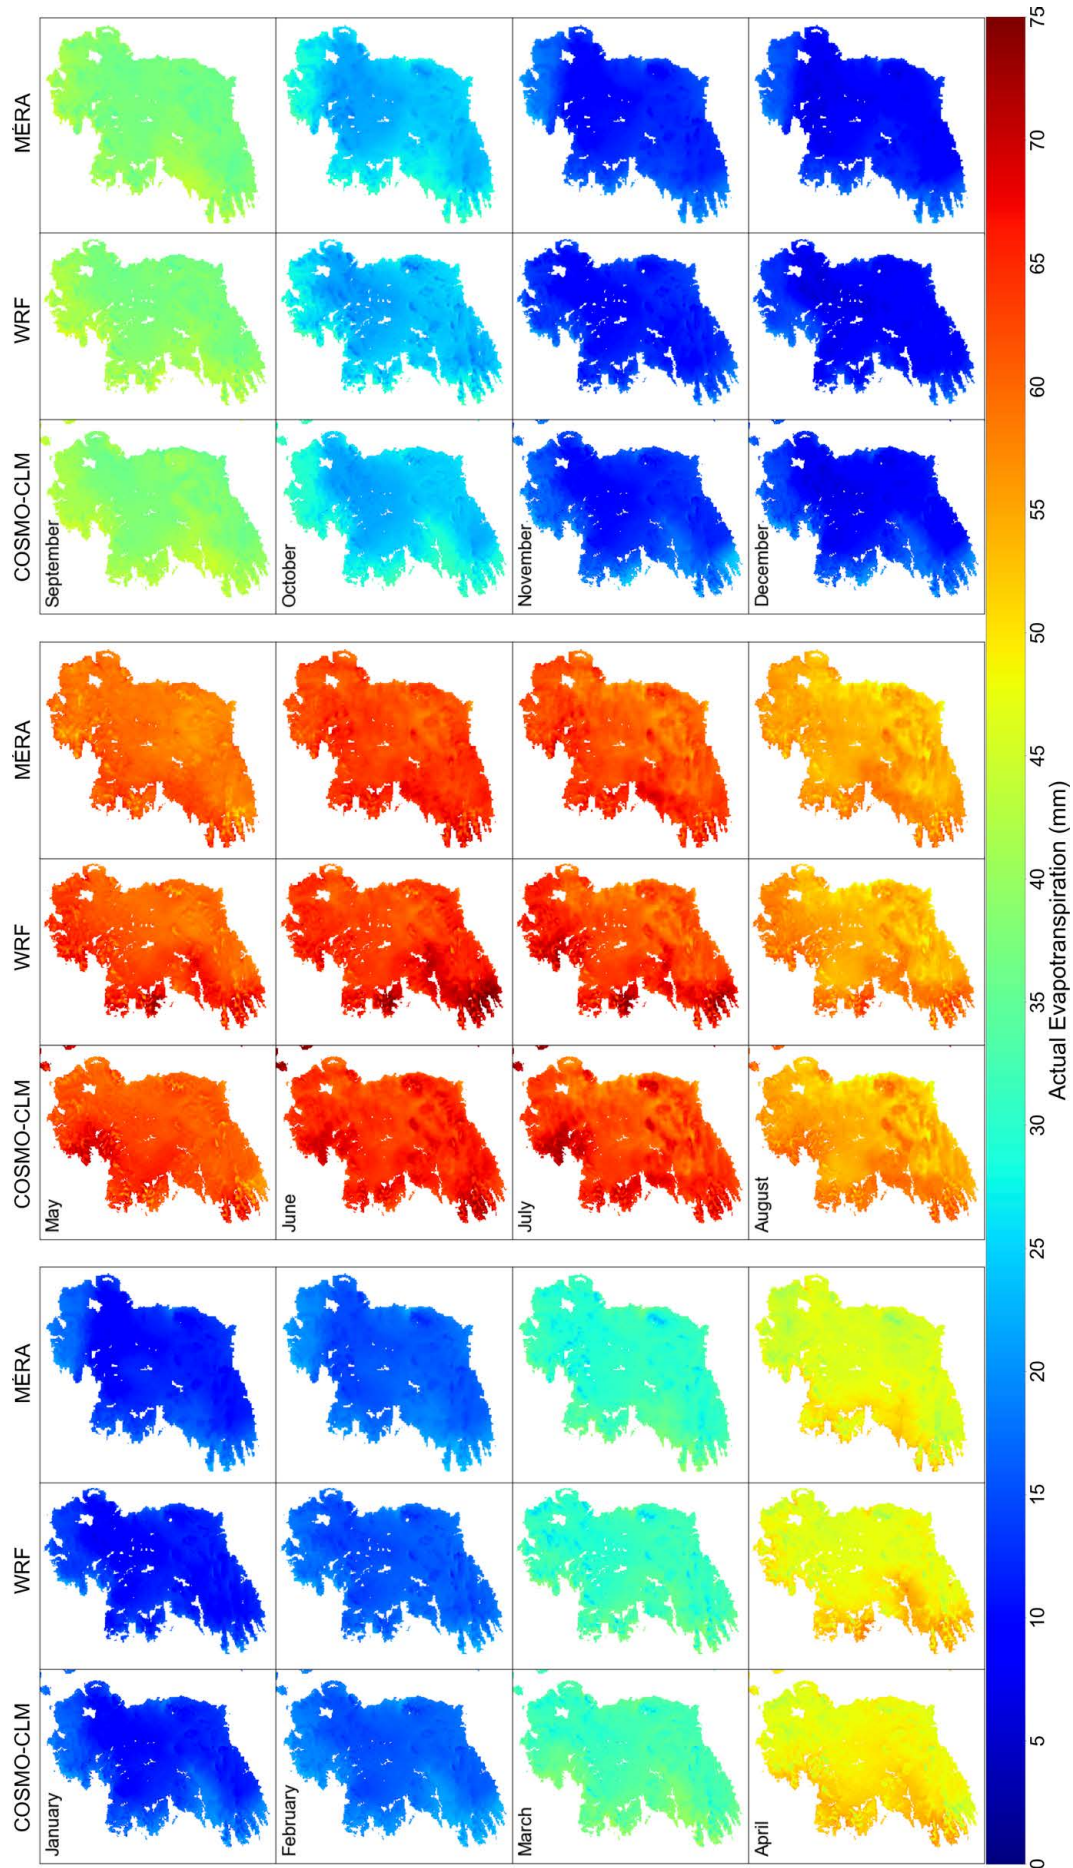 COSMO-CLM WRF MÉRA COSMO-CLM WRF MÉRA COSMO-CLM WRF MÉRA
January May September
February June October
March July November
April August December
0 5 10 15 20 25 30 35 40 45 50 55 60 65 70 75
Actual Evapotranspiration (mm)